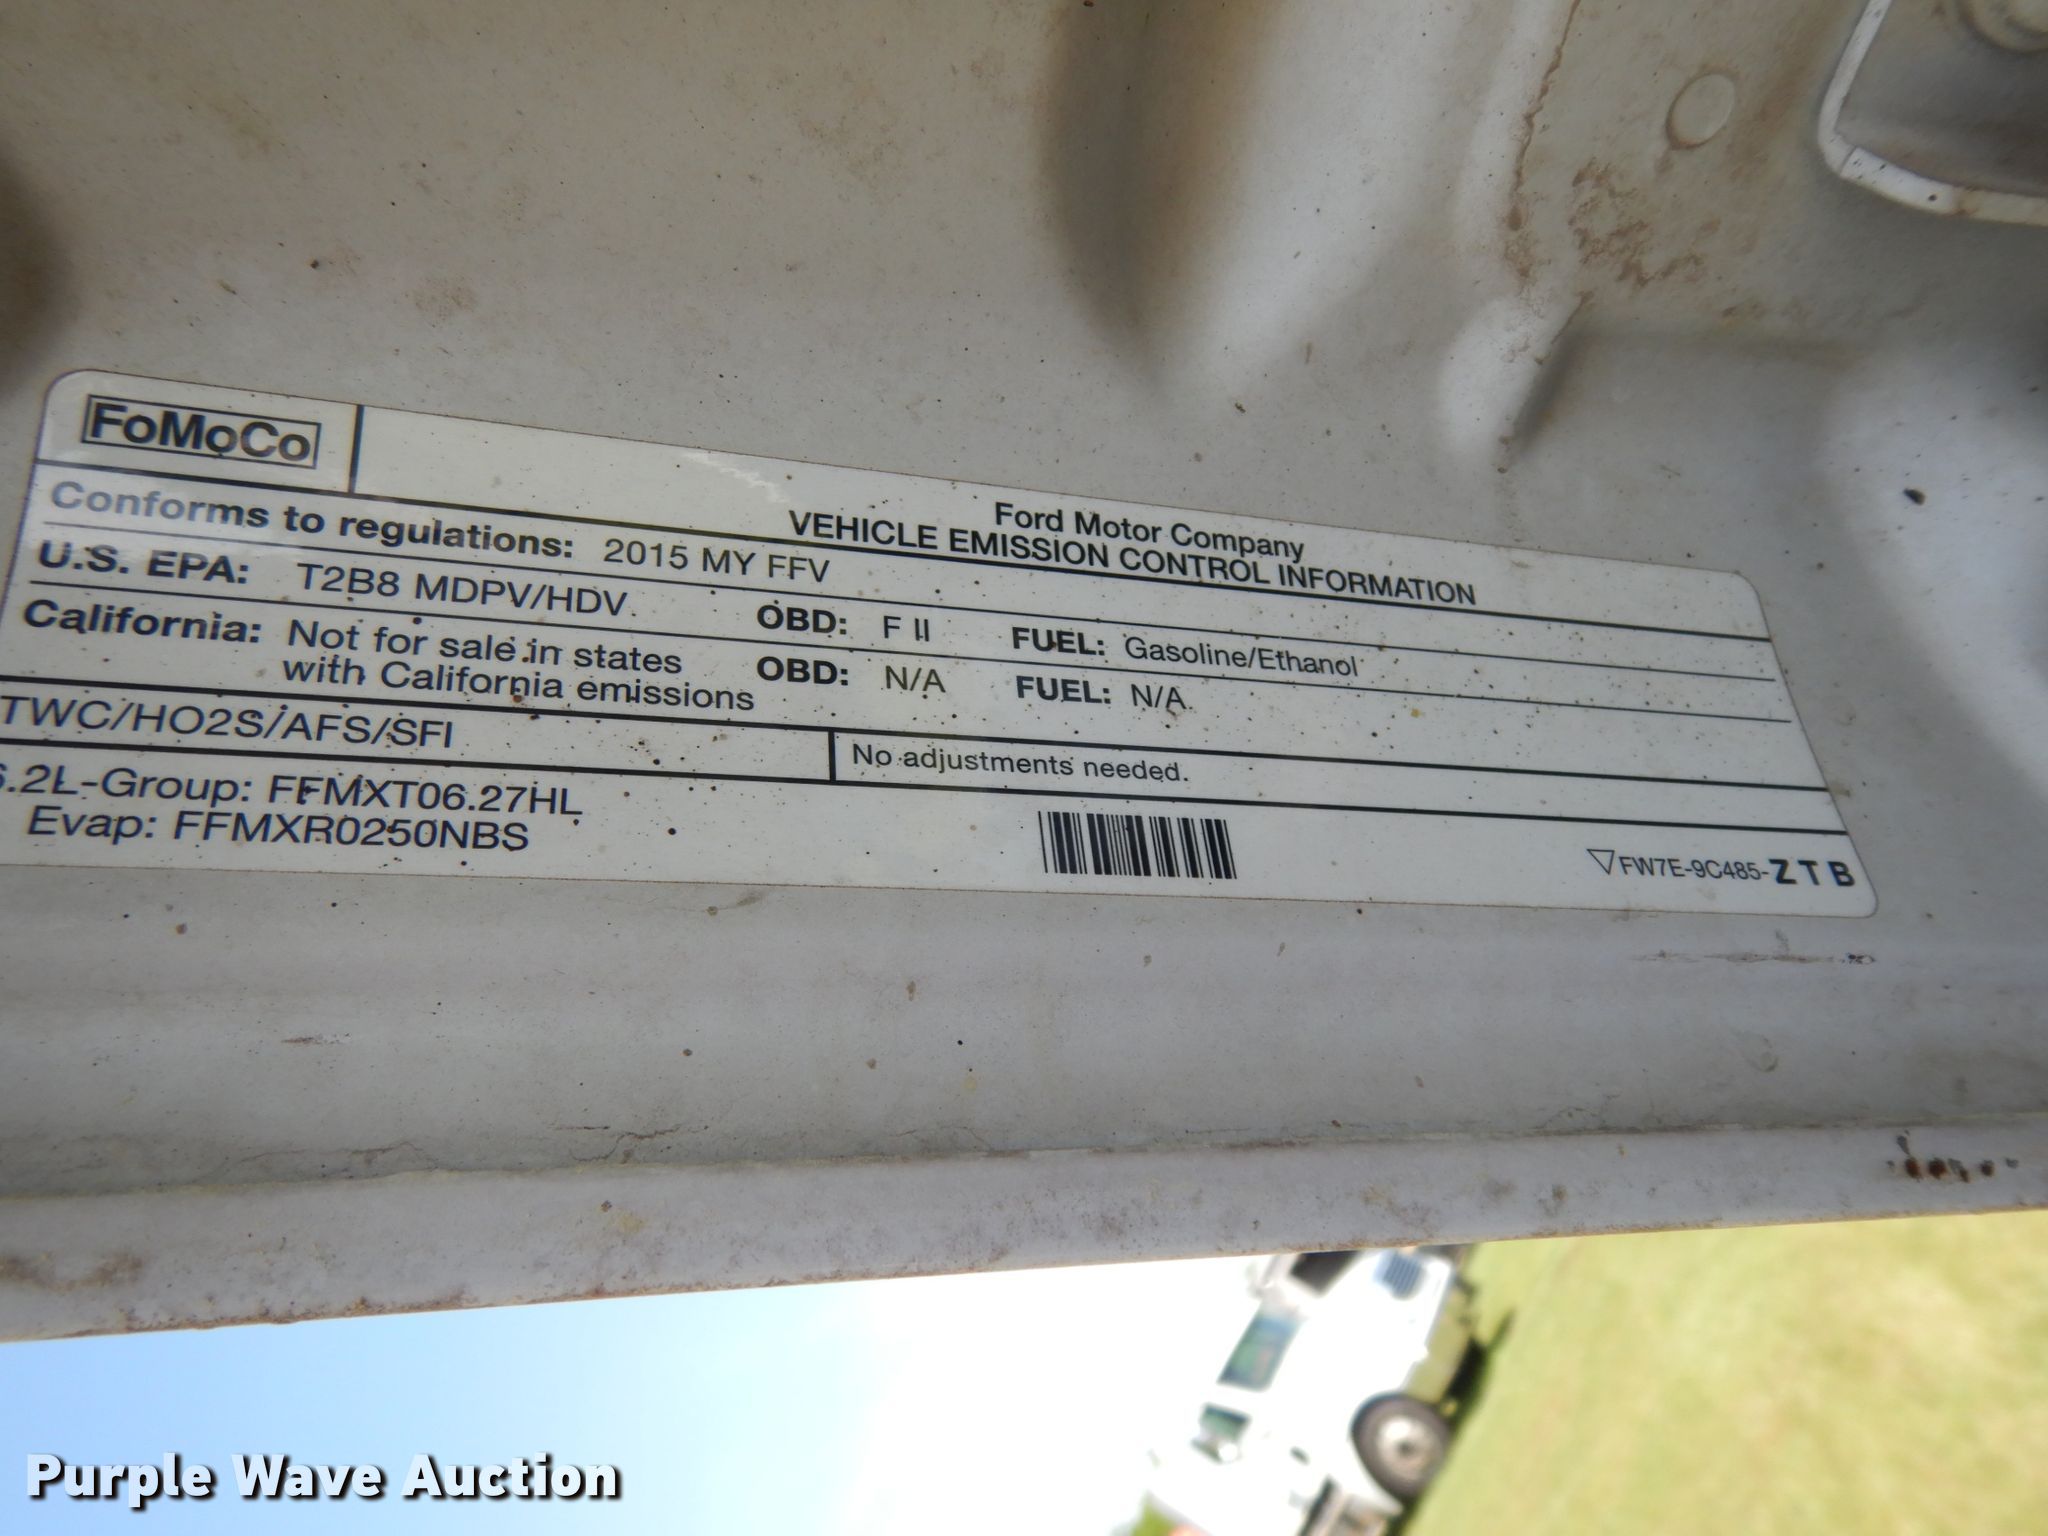 FoMoCo
Ford Motor Company
VEHICLE EMISSION CONTROL INFORMATION
Conforms to regulations: 2015 MY FFV
U.S. EPA: T2B8 MDPV/HDV OBD: F II FUEL: Gasoline/Ethanol
California: Not for sale in states with California emissions OBD: N/A FUEL: N/A
TWC/HO2S/AFS/SFI
No adjustments needed.
6.2L-Group: FFMXT06.27HL
Evap: FFMXR0250NBS
FW7E-9C485-ZTB
Purple Wave Auction